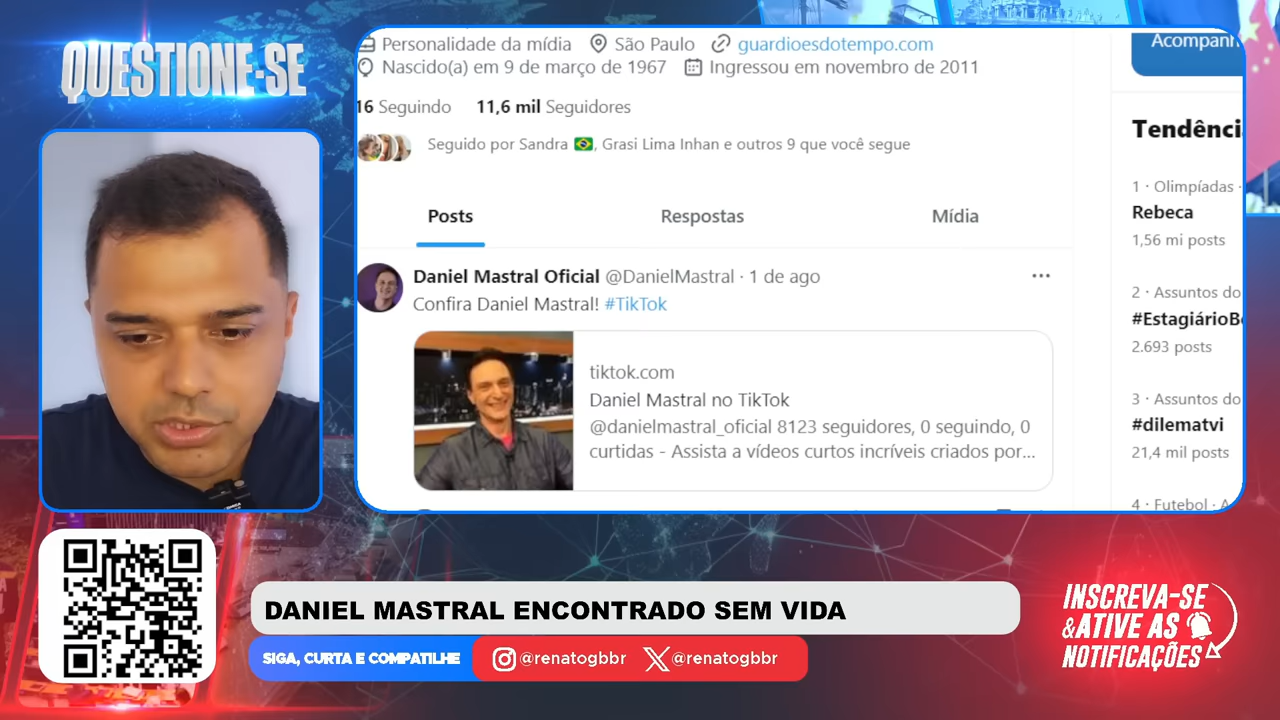 QUESTIONE-SE
Personalidade da mídia São Paulo guardioesdotempo.com
Nascido(a) em 9 de março de 1967 Ingressou em novembro de 2011
16 Seguindo 11,6 mil Seguidores
Seguido por Sandra 🇧🇷, Grasi Lima Inhan e outros 9 que você segue
Posts Respostas Mídia
Daniel Mastral Oficial @DanielMastral · 1 de ago
Confira Daniel Mastral! #TikTok
tiktok.com
Daniel Mastral no TikTok
@danielmastral_oficial 8123 seguidores, 0 seguindo, 0
curtidas - Assista a vídeos curtos incríveis criados por...
Acompanh
Tendênci
1 · Olimpíadas ·
Rebeca
1,56 mi posts
2 · Assuntos do
#EstagiárioB
2.693 posts
3 · Assuntos do
#dilematvi
21,4 mil posts
4 · Futebol · A
DANIEL MASTRAL ENCONTRADO SEM VIDA
SIGA, CURTA E COMPATILHE @renatogbbr @renatogbbr
INSCREVA-SE
&ATIVE AS
NOTIFICAÇÕES